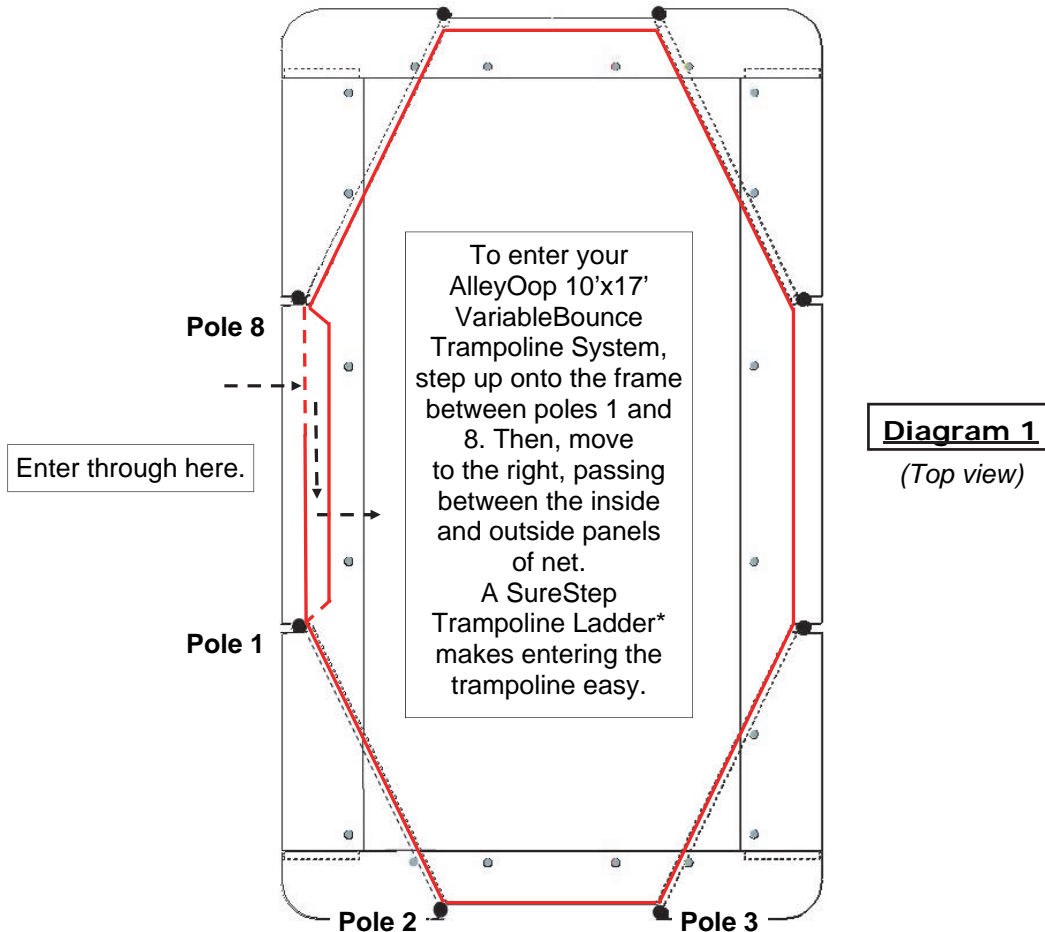 To enter your
AlleyOop 10’x17’
VariableBounce
Trampoline System,
step up onto the frame
between poles 1 and
8. Then, move
to the right, passing
between the inside
and outside panels
of net.
A SureStep
Trampoline Ladder*
makes entering the
trampoline easy.
Pole 8
Enter through here.
Pole 1
Pole 2
Pole 3
Diagram 1
(Top view)